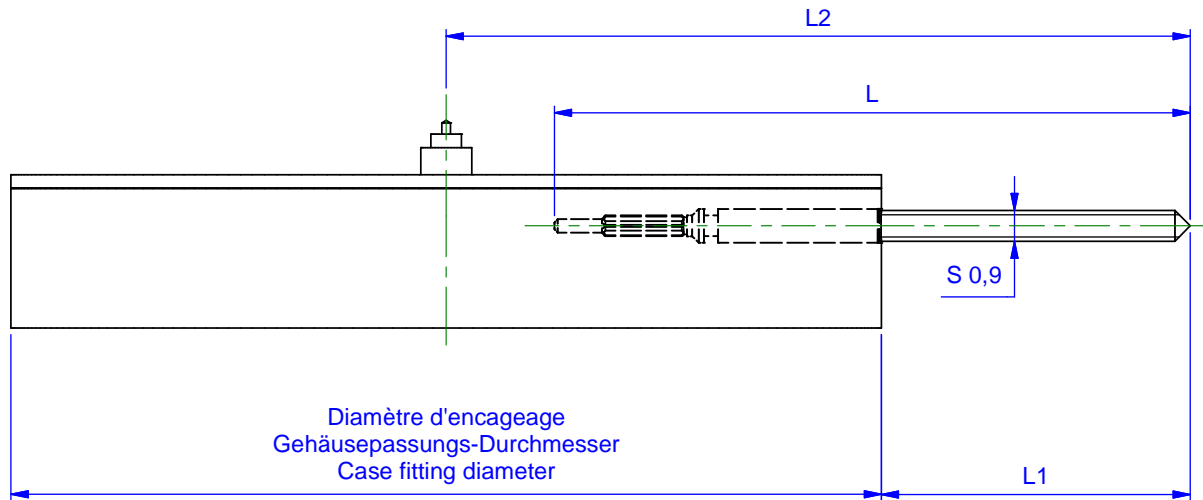 L2
L
S 0,9
Diamètre d'encageage
Gehäusepassungs-Durchmesser
Case fitting diameter
L1